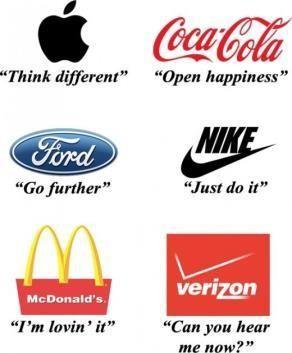 Coca-Cola
“Think different”
“Open happiness”
Ford
NIKE
“Go further”
“Just do it”
McDonald's
verizon
“I'm lovin' it”
“Can you hear
me now?”